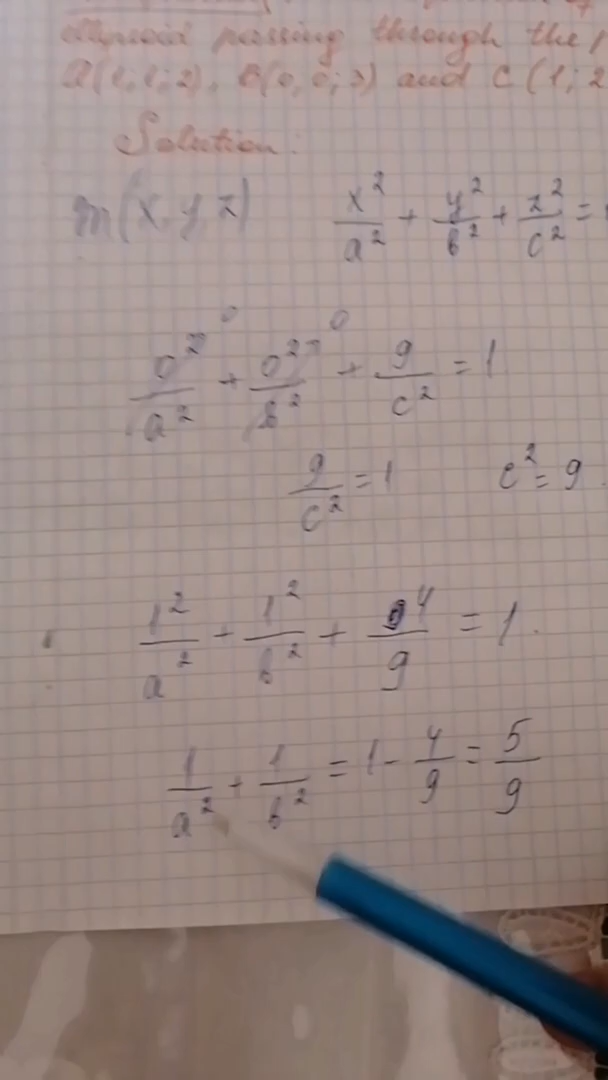 ellipsoid passing through the
A(1; 1; 2), B(0; 0; 3) and C (1; 2
Solution:
m(x, y, z) x²/a² + y²/b² + z²/c² =
0²/a² → 0 + 0²/b² → 0 + 9/c² = 1
9/c² = 1 c² = 9
1²/a² + 1²/b² + 4/9 = 1.
1/a² + 1/b² = 1 - 4/9 = 5/9